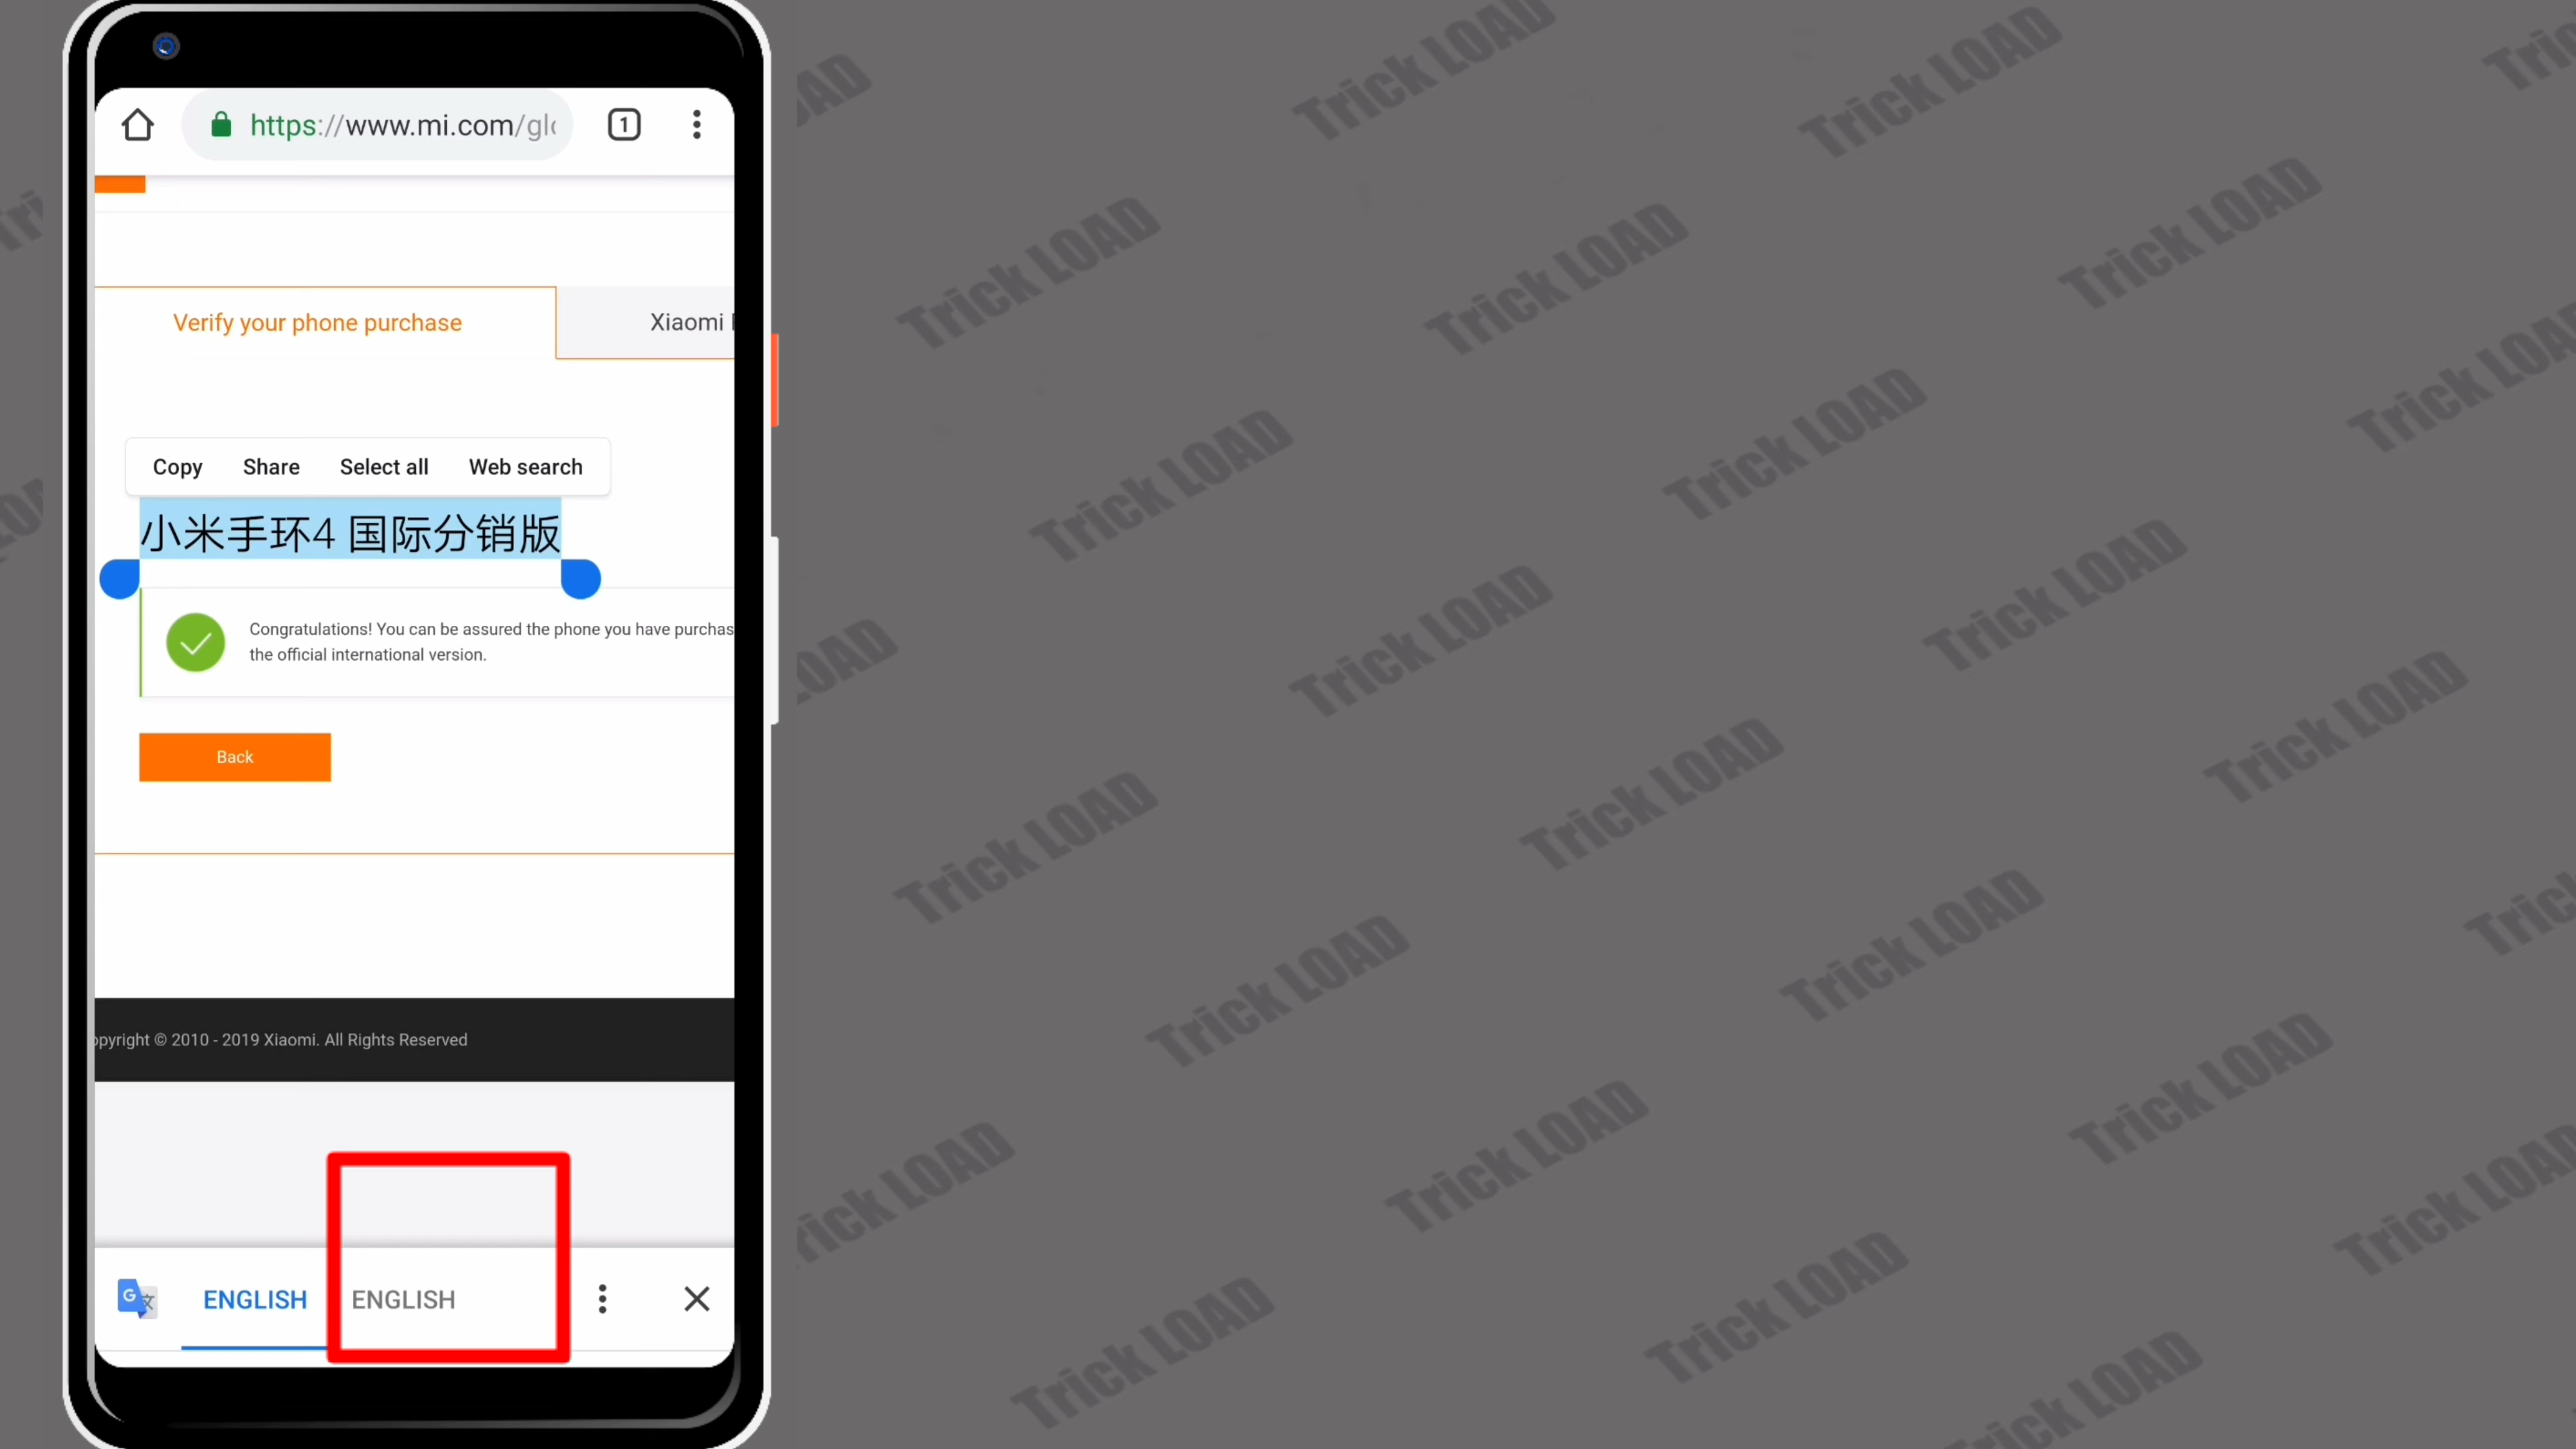 https://www.mi.com/glo
1
Verify your phone purchase
Xiaomi
Copy Share Select all Web search
小米手环4 国际分销版
Congratulations! You can be assured the phone you have purchas
the official international version.
Back
opyright © 2010 - 2019 Xiaomi. All Rights Reserved
ENGLISH ENGLISH
Trick LOAD